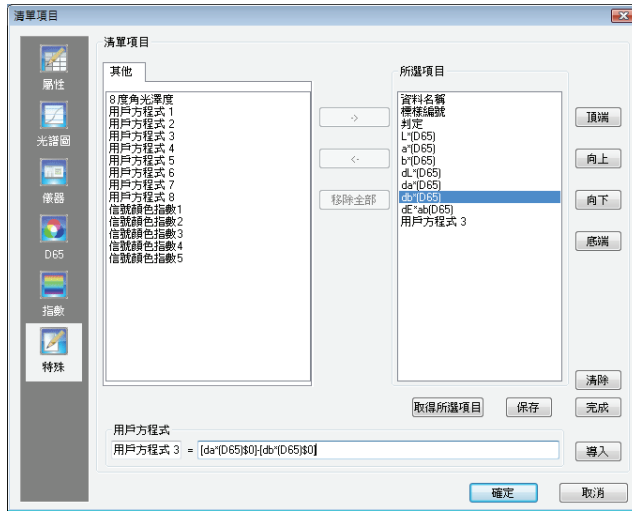 清單項目
清單項目
屬性
光譜圖
儀器
D65
指數
特殊
其他
8 度角光澤度
用戶方程式 1
用戶方程式 2
用戶方程式 3
用戶方程式 4
用戶方程式 5
用戶方程式 6
用戶方程式 7
用戶方程式 8
信號顏色指數1
信號顏色指數2
信號顏色指數3
信號顏色指數4
信號顏色指數5
->
<-
移除全部
所選項目
資料名稱
標樣編號
判定
L*(D65)
a*(D65)
b*(D65)
dL*(D65)
da*(D65)
db*(D65)
dE*ab(D65)
用戶方程式 3
頂端
向上
向下
底端
清除
取得所選項目
保存
完成
用戶方程式
用戶方程式 3 = [da*(D65)$0]-[db*(D65)$0]
導入
確定
取消